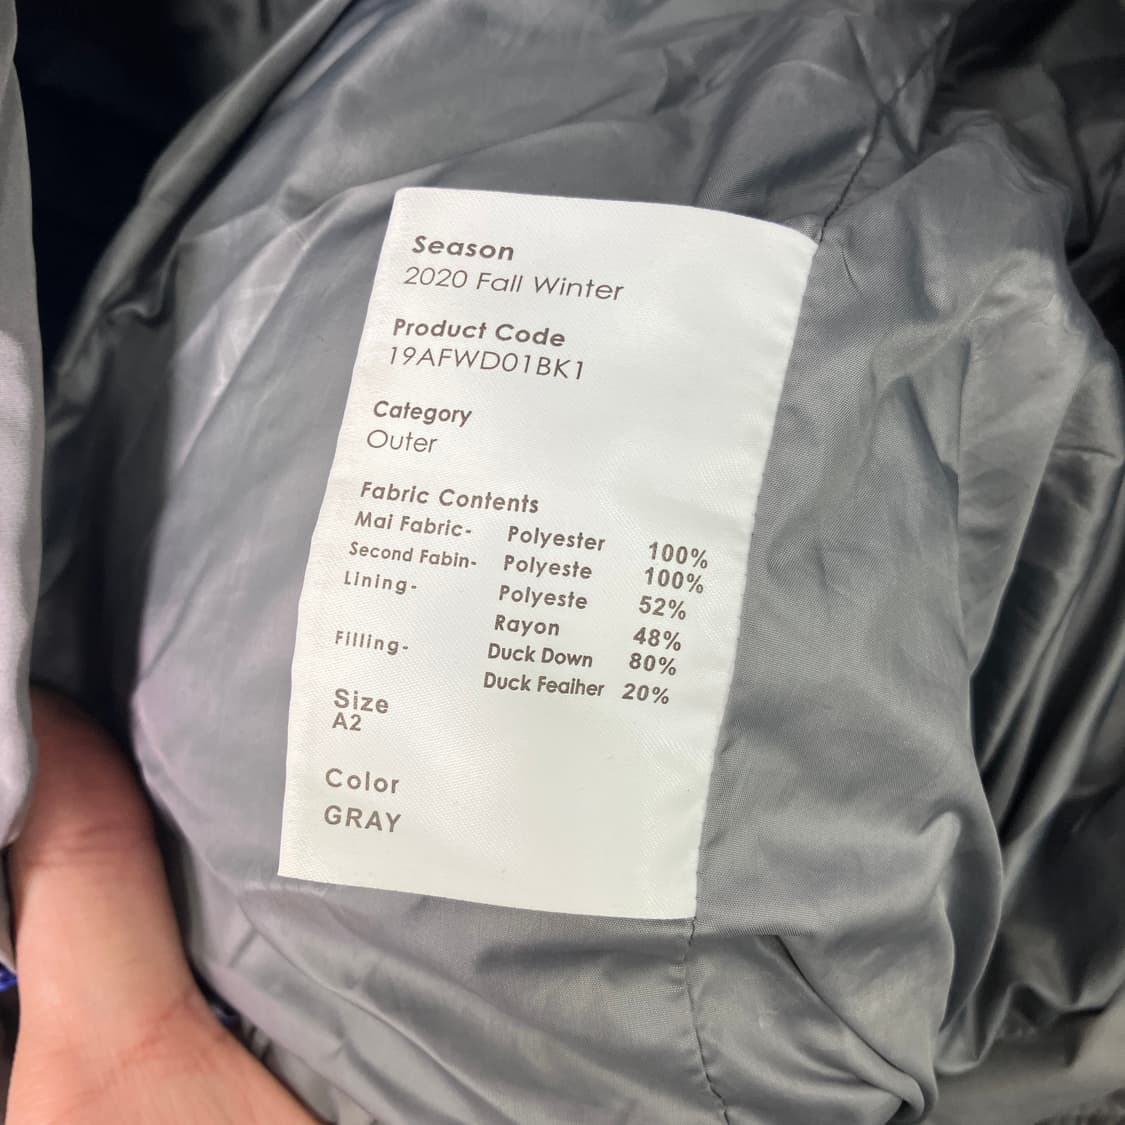 Season
2020 Fall Winter
Product Code
19AFWD01BK1
Category
Outer
Fabric Contents
Mai Fabric- Polyester 100%
Second Fabin- Polyeste 100%
Lining- Polyeste 52%
Rayon 48%
Filling- Duck Down 80%
Duck Feaiher 20%
Size
A2
Color
GRAY